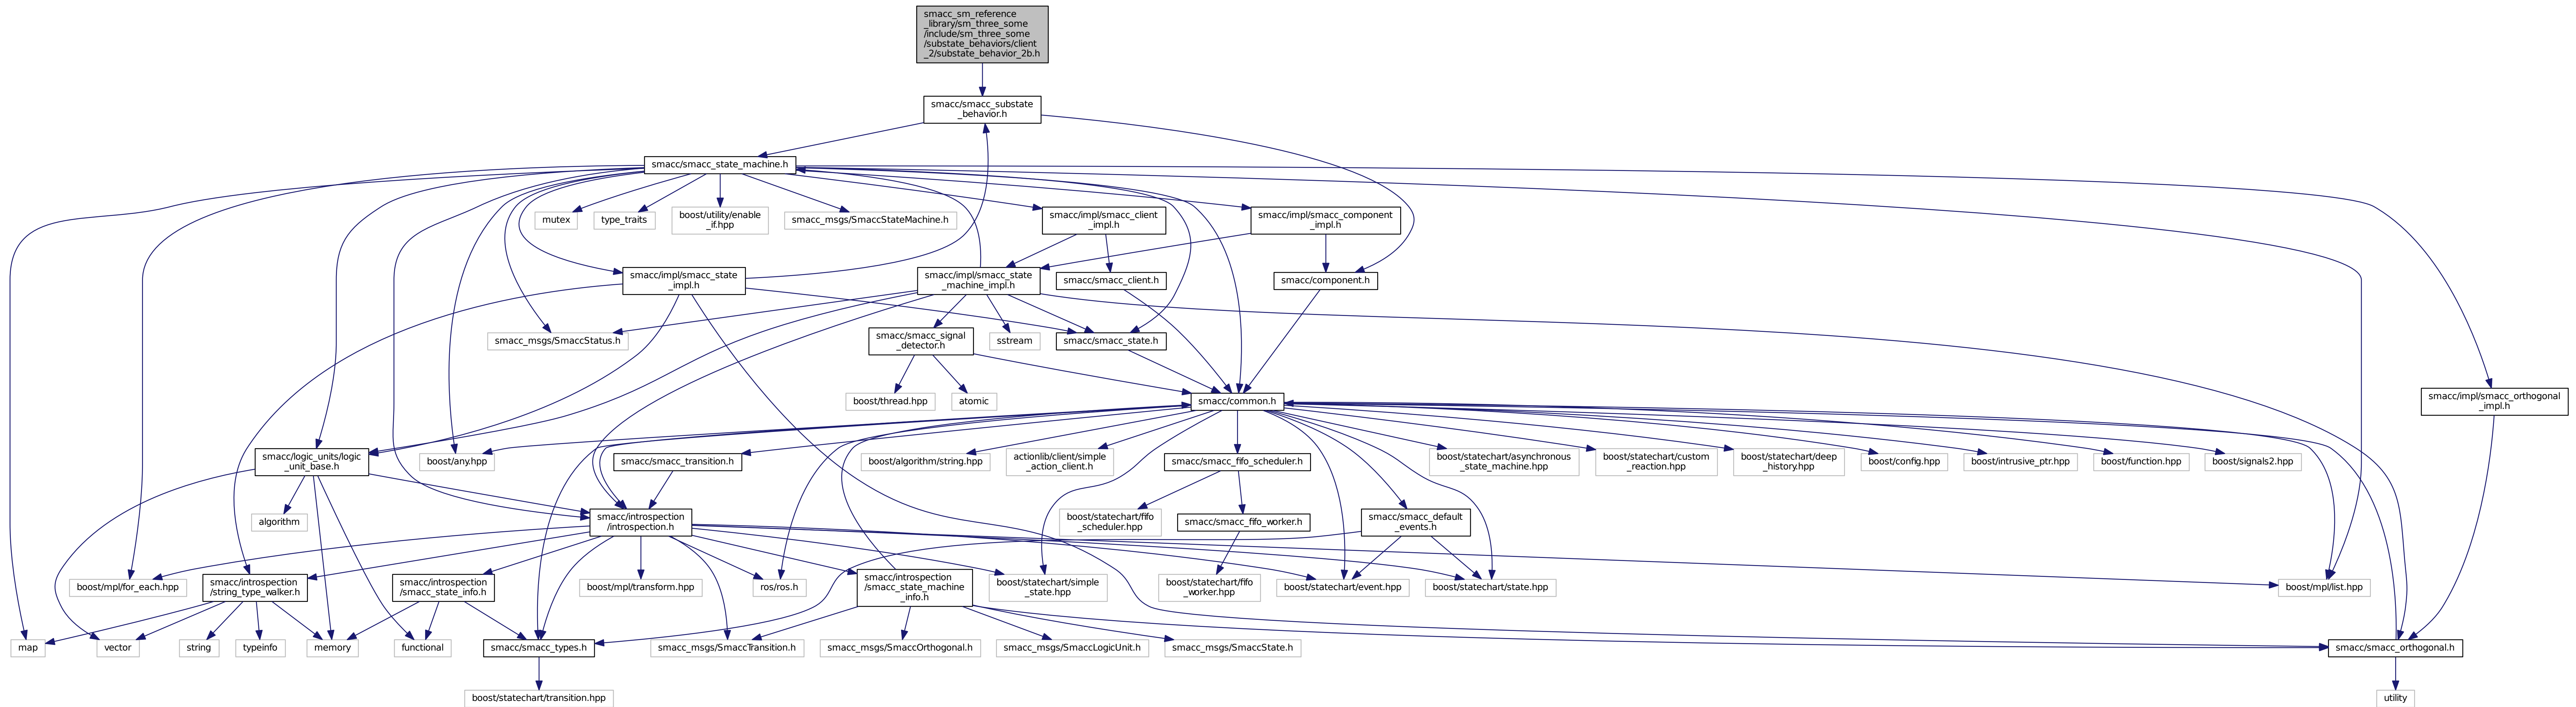 smacc_sm_reference
_library/sm_three_some
/include/sm_three_some
/substate_behaviors/client
_2/substate_behavior_2b.h
smacc/smacc_substate
_behavior.h
smacc/smacc_state_machine.h
mutex
type_traits
boost/utility/enable
_if.hpp
smacc_msgs/SmaccStateMachine.h
smacc/impl/smacc_client
_impl.h
smacc/impl/smacc_component
_impl.h
smacc/impl/smacc_state
_impl.h
smacc/impl/smacc_state
_machine_impl.h
smacc/smacc_client.h
smacc/component.h
smacc_msgs/SmaccStatus.h
smacc/smacc_signal
_detector.h
sstream
smacc/smacc_state.h
boost/thread.hpp
atomic
smacc/common.h
smacc/impl/smacc_orthogonal
_impl.h
smacc/logic_units/logic
_unit_base.h
boost/any.hpp
smacc/smacc_transition.h
boost/algorithm/string.hpp
actionlib/client/simple
_action_client.h
smacc/smacc_fifo_scheduler.h
boost/statechart/asynchronous
_state_machine.hpp
boost/statechart/custom
_reaction.hpp
boost/statechart/deep
_history.hpp
boost/config.hpp
boost/intrusive_ptr.hpp
boost/function.hpp
boost/signals2.hpp
algorithm
smacc/introspection
/introspection.h
boost/statechart/fifo
_scheduler.hpp
smacc/smacc_fifo_worker.h
smacc/smacc_default
_events.h
boost/mpl/for_each.hpp
smacc/introspection
/string_type_walker.h
smacc/introspection
/smacc_state_info.h
boost/mpl/transform.hpp
ros/ros.h
smacc/introspection
/smacc_state_machine
_info.h
boost/statechart/simple
_state.hpp
boost/statechart/fifo
_worker.hpp
boost/statechart/event.hpp
boost/statechart/state.hpp
boost/mpl/list.hpp
map
vector
string
typeinfo
memory
functional
smacc/smacc_types.h
smacc_msgs/SmaccTransition.h
smacc_msgs/SmaccOrthogonal.h
smacc_msgs/SmaccLogicUnit.h
smacc_msgs/SmaccState.h
smacc/smacc_orthogonal.h
boost/statechart/transition.hpp
utility